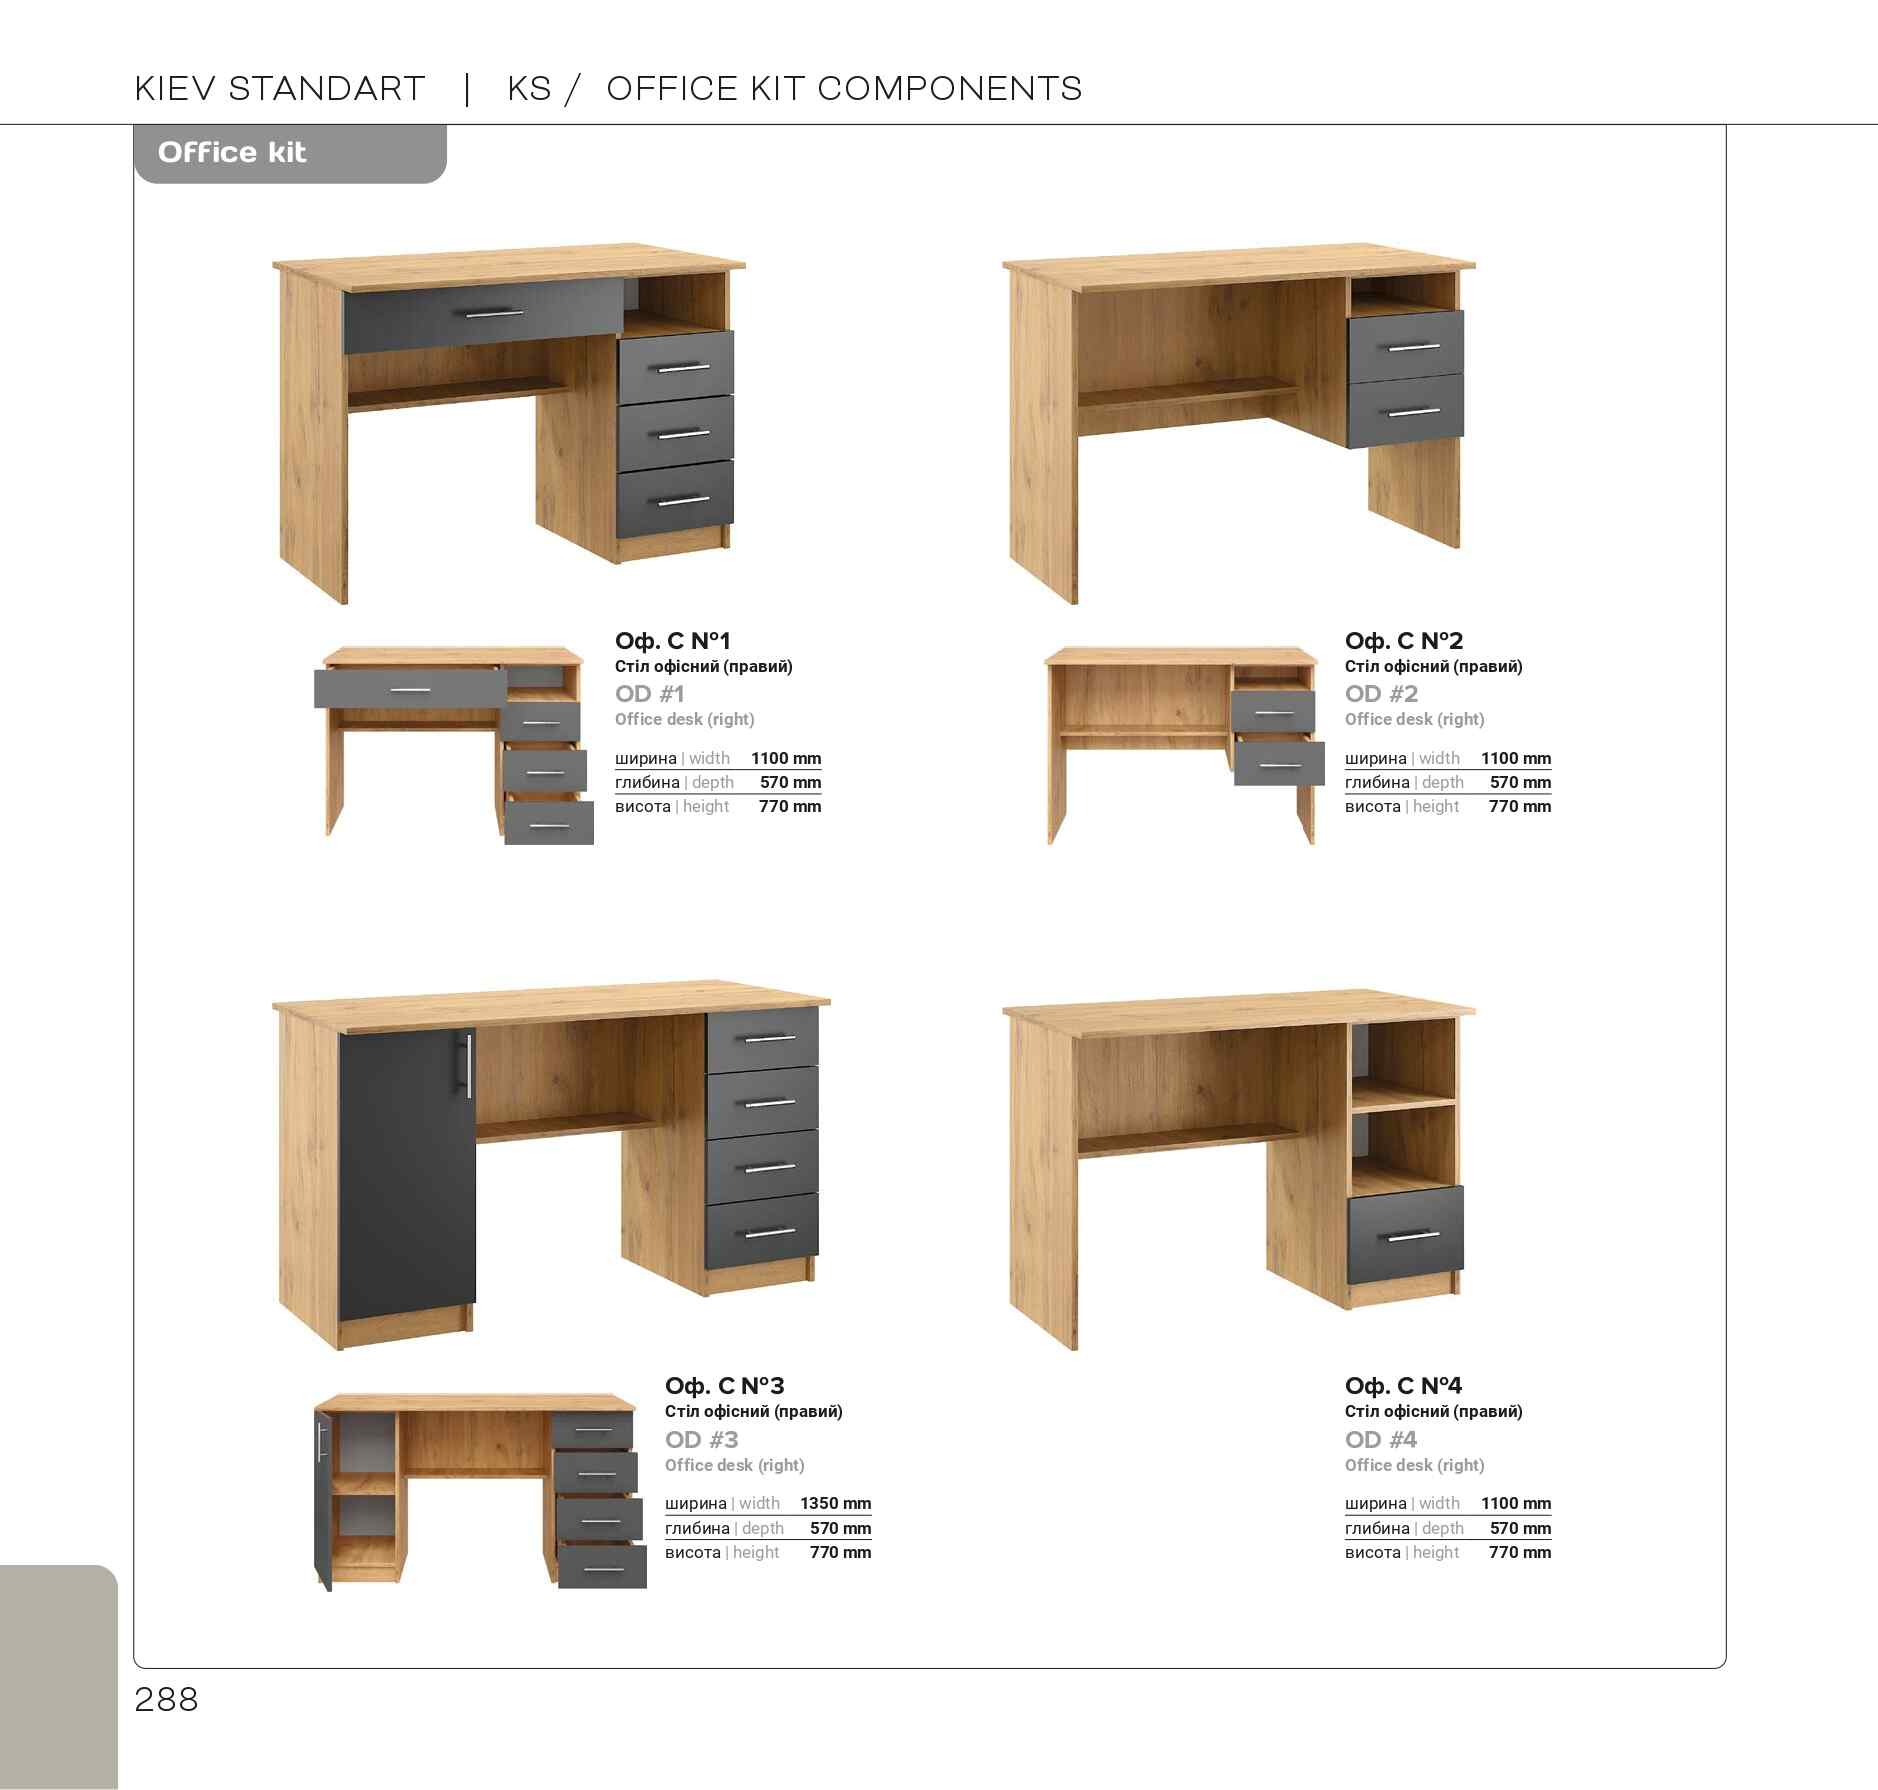 KIEV STANDART | KS / OFFICE KIT COMPONENTS
Office kit
Оф. С №1
Стіл офісний (правий)
OD #1
Office desk (right)
ширина | width 1100 mm
глибина | depth 570 mm
висота | height 770 mm
Оф. С №2
Стіл офісний (правий)
OD #2
Office desk (right)
ширина | width 1100 mm
глибина | depth 570 mm
висота | height 770 mm
Оф. С №3
Стіл офісний (правий)
OD #3
Office desk (right)
ширина | width 1350 mm
глибина | depth 570 mm
висота | height 770 mm
Оф. С №4
Стіл офісний (правий)
OD #4
Office desk (right)
ширина | width 1100 mm
глибина | depth 570 mm
висота | height 770 mm
288